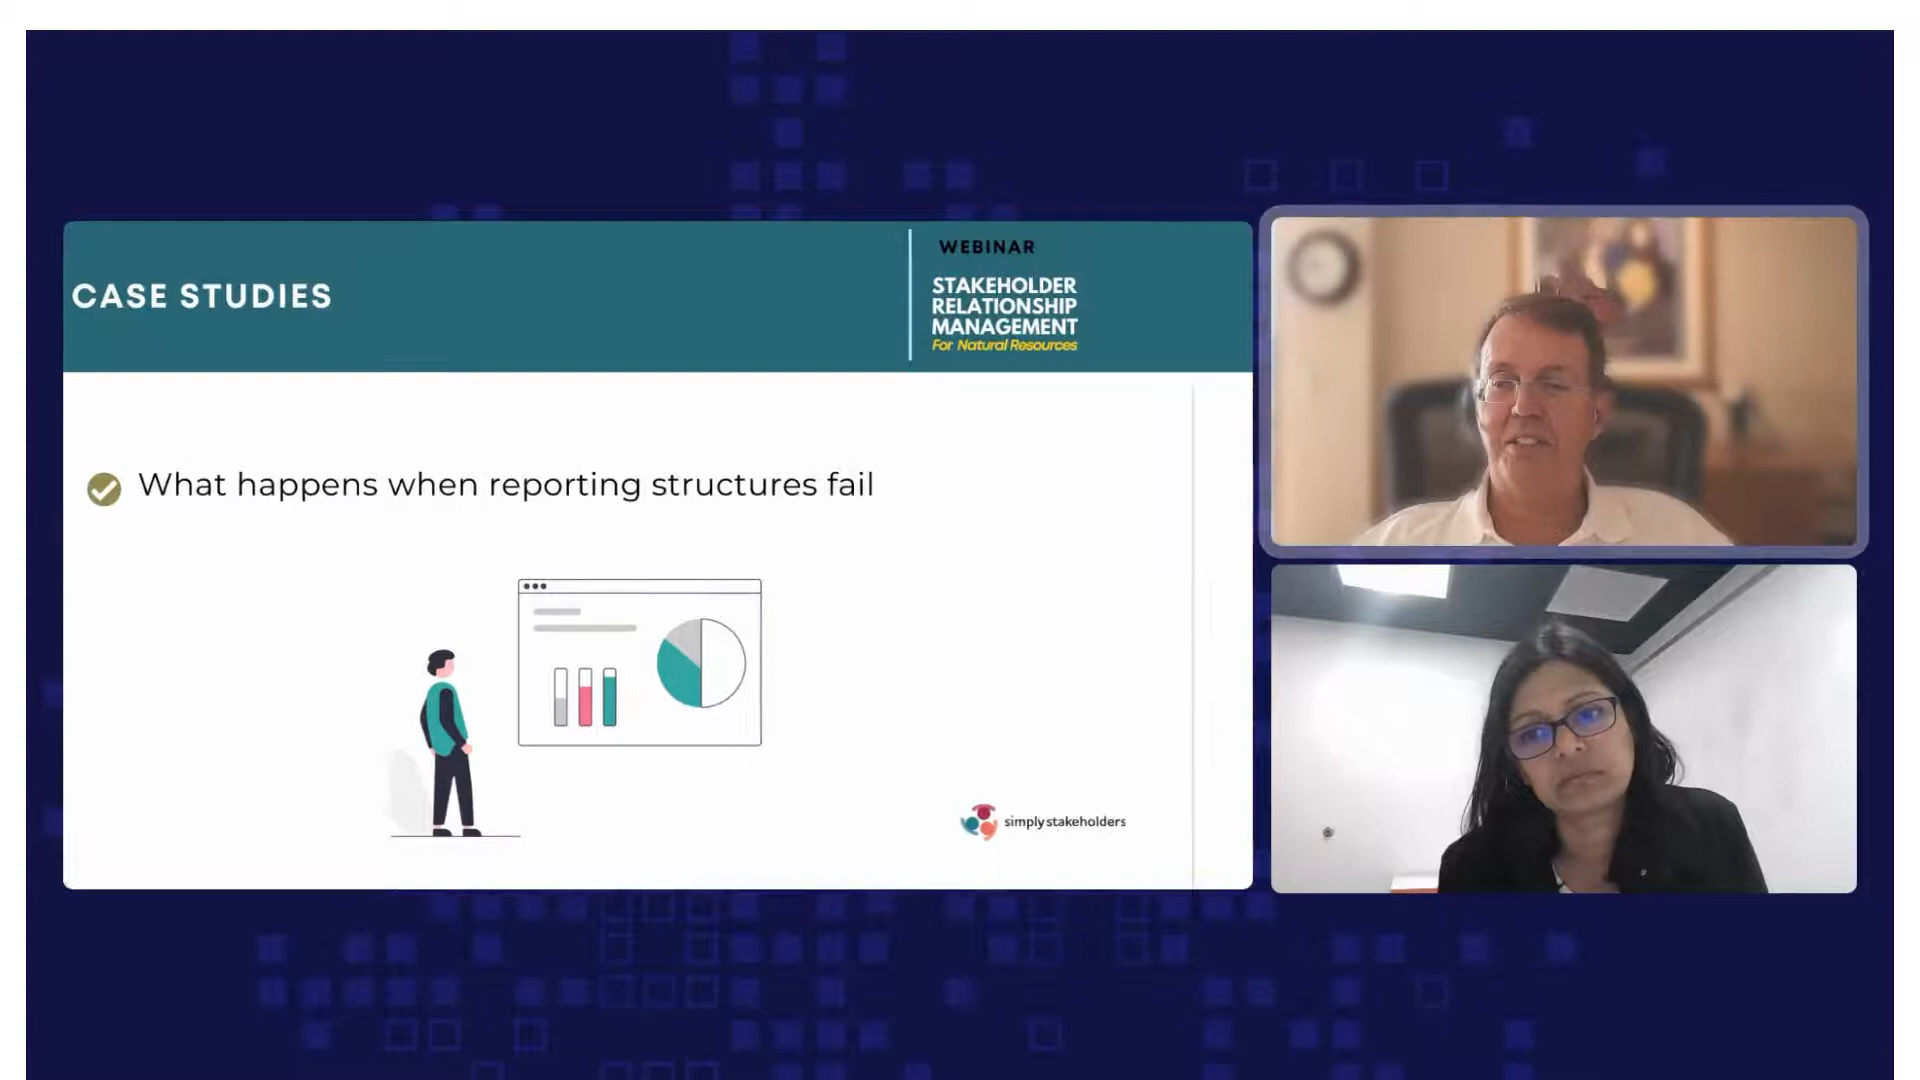 CASE STUDIES
WEBINAR
STAKEHOLDER
RELATIONSHIP
MANAGEMENT
For Natural Resources
What happens when reporting structures fail
simplystakeholders